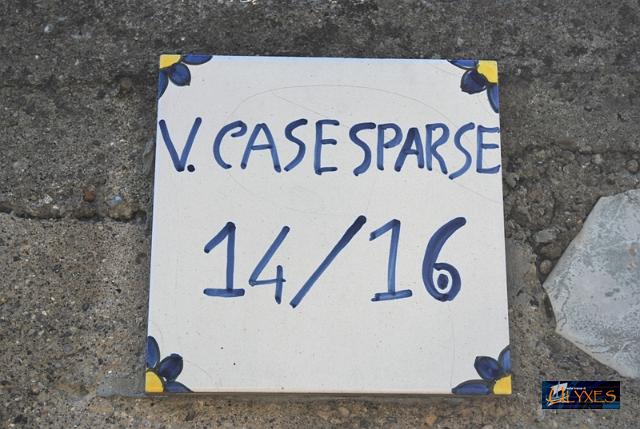 V. CASE SPARSE
14/16
ULYXES